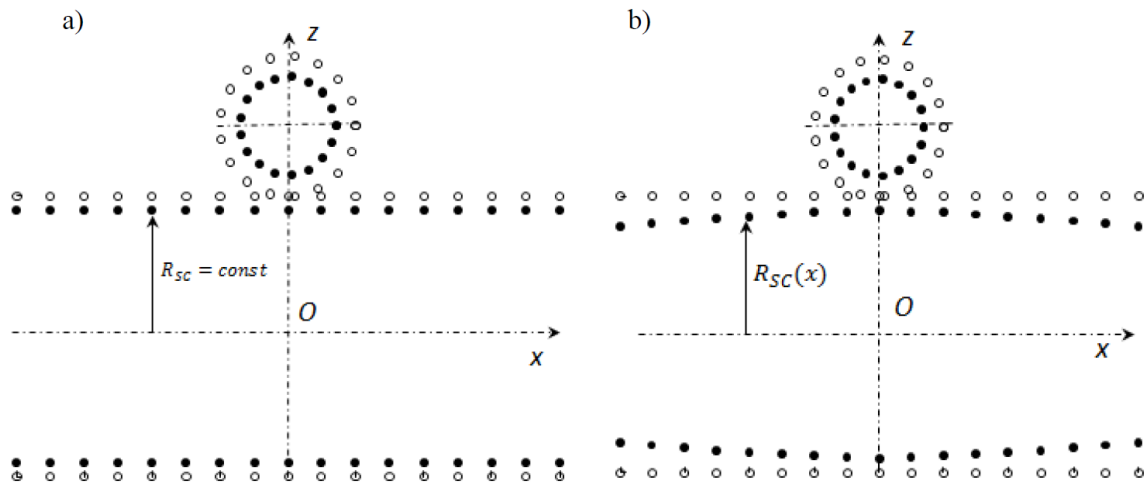 a)
z
R_SC = const
O
x
b)
z
R_SC(x)
O
x